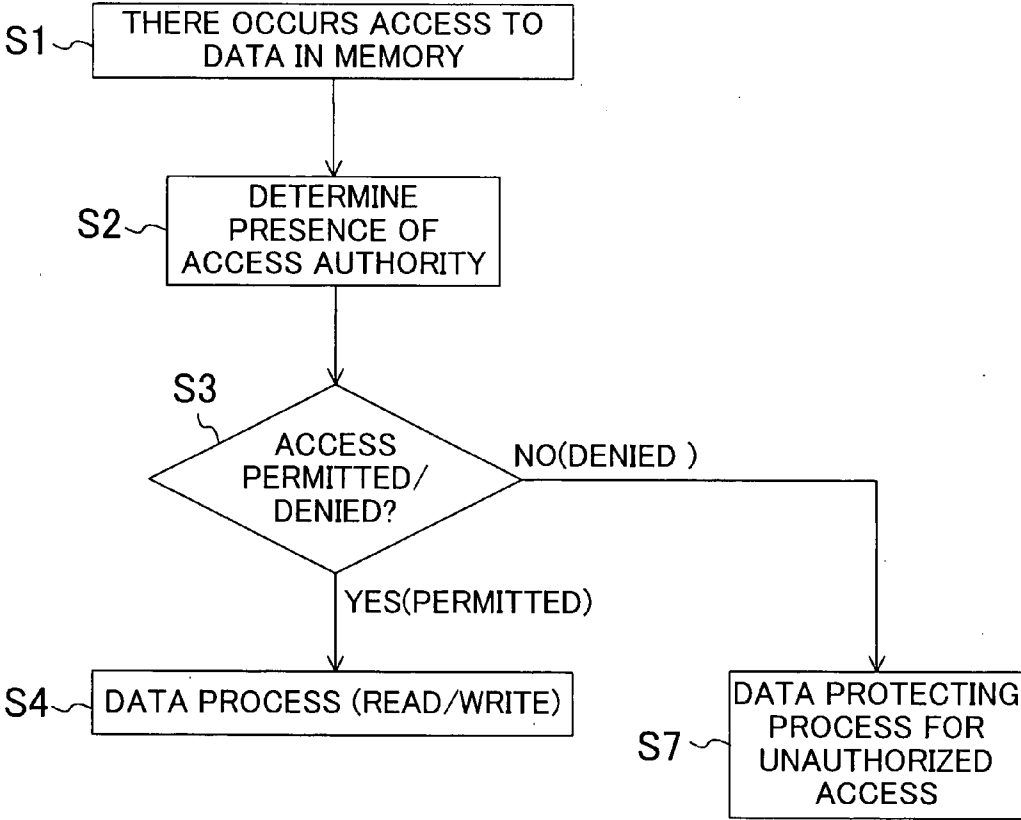 S1
THERE OCCURS ACCESS TO
DATA IN MEMORY
S2
DETERMINE
PRESENCE OF
ACCESS AUTHORITY
S3
ACCESS
PERMITTED/
DENIED?
NO(DENIED )
YES(PERMITTED)
S4
DATA PROCESS (READ/WRITE)
S7
DATA PROTECTING
PROCESS FOR
UNAUTHORIZED
ACCESS